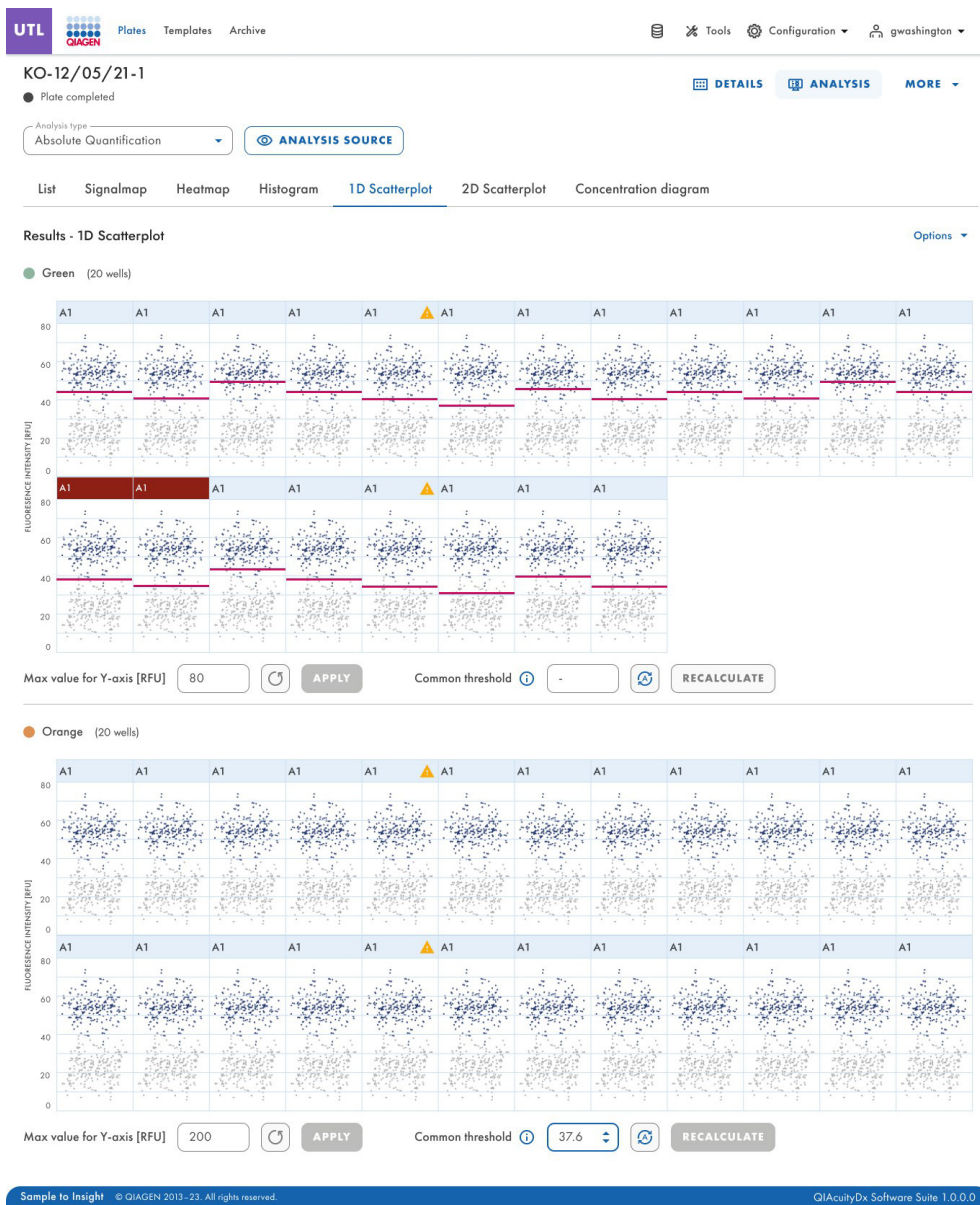 UTL QIAGEN Plates Templates Archive Tools Configuration gwashington
KO-12/05/21-1
Plate completed
DETAILS ANALYSIS MORE
Analysis type
Absolute Quantification ANALYSIS SOURCE
List Signalmap Heatmap Histogram 1D Scatterplot 2D Scatterplot Concentration diagram
Results - 1D Scatterplot Options
Green (20 wells)
A1 A1 A1 A1 A1 A1 A1 A1 A1 A1 A1 A1
80
60
40
20
0
FLUORESENCE INTENSITY [RFU]
A1 A1 A1 A1 A1 A1 A1 A1
80
60
40
20
0
Max value for Y-axis [RFU] 80 APPLY Common threshold - A RECALCULATE
Orange (20 wells)
A1 A1 A1 A1 A1 A1 A1 A1 A1 A1 A1 A1
80
60
40
20
0
FLUORESENCE INTENSITY [RFU]
A1 A1 A1 A1 A1 A1 A1 A1 A1 A1 A1 A1
80
60
40
20
0
Max value for Y-axis [RFU] 200 APPLY Common threshold 37.6 A RECALCULATE
Sample to Insight © QIAGEN 2013–23. All rights reserved. QIAcuityDx Software Suite 1.0.0.0